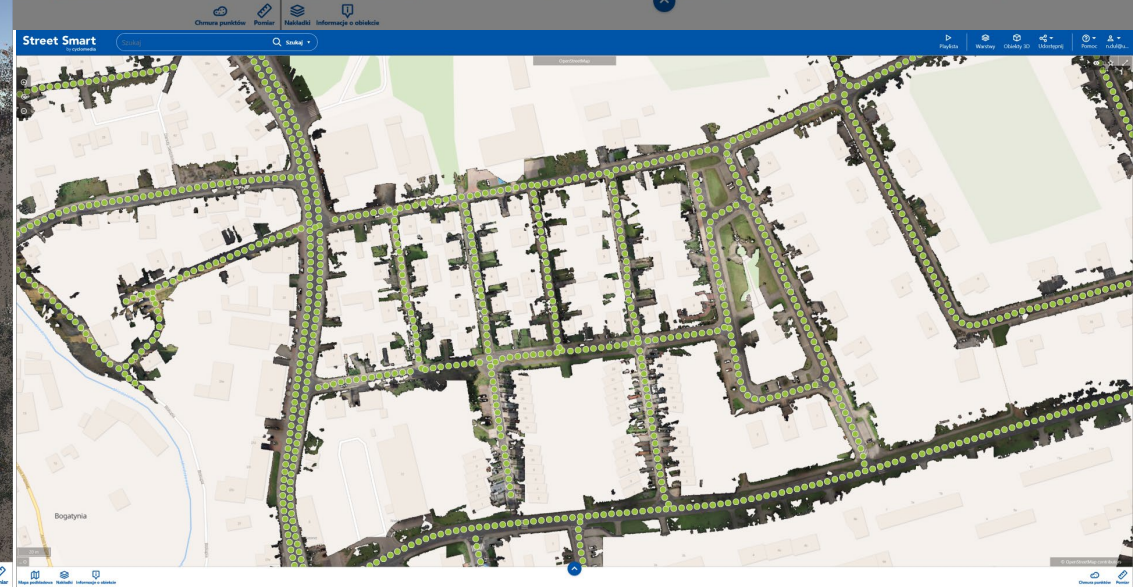 Chmura punktów Pomiar Nakładki Informacje o obiekcie
Street Smart
by cyclomedia
Szukaj
Szukaj
Playlista Warstwy Obiekty 3D Udostępnij Pomoc n.dul@u...
OpenStreetMap
Bogatynia
Mapa podkładowa Nakładki Informacje o obiekcie
Chmura punktów Pomiar